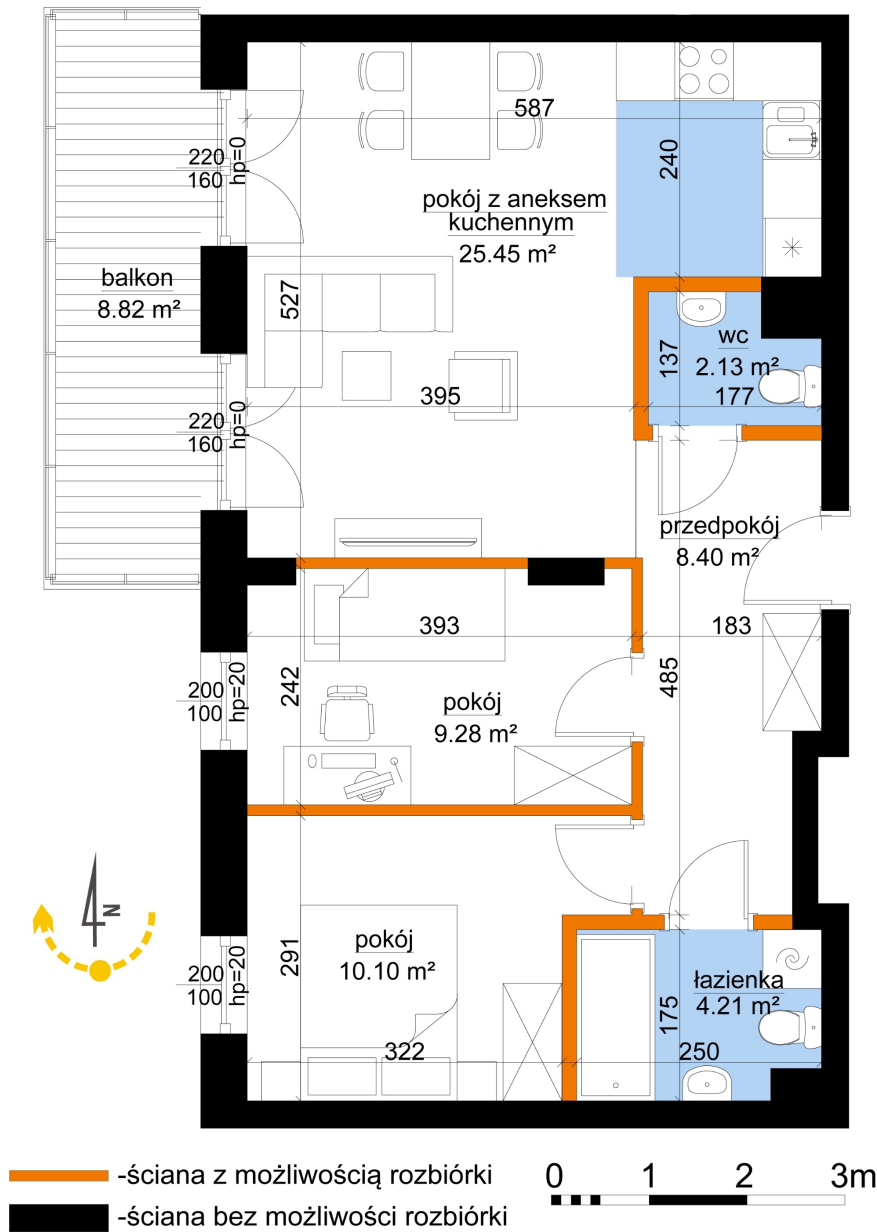 587
220
160
hp=0
240
pokój z aneksem
kuchennym
25.45 m²
balkon
8.82 m²
527
wc
2.13 m²
137
177
395
220
160
hp=0
przedpokój
8.40 m²
393
183
242
485
200
100
hp=20
pokój
9.28 m²
N
pokój
10.10 m²
291
200
100
hp=20
łazienka
4.21 m²
175
322
250
-ściana z możliwością rozbiórki
0 1 2 3m
-ściana bez możliwości rozbiórki